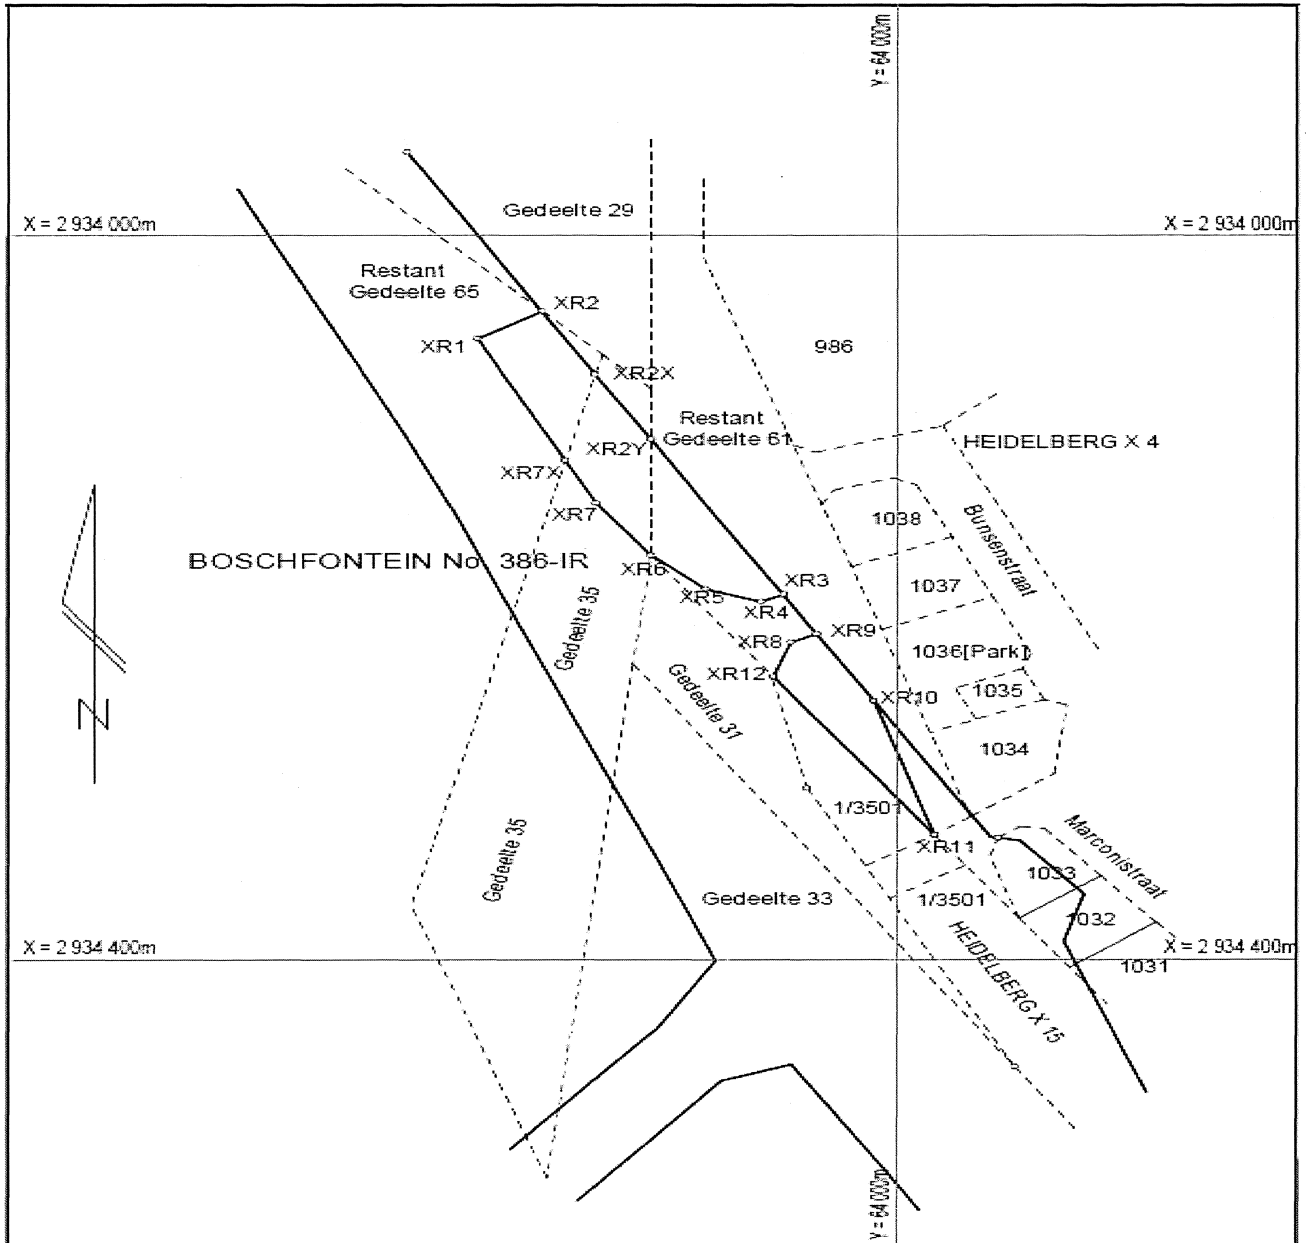 Y = 64 000m
X = 2 934 000m
X = 2 934 000m
Gedeelte 29
Restant
Gedeelte 65
XR2
XR1
986
XR2X
Restant
Gedeelte 61
XR2Y
HEIDELBERG X 4
XR7X
XR7
1038
Bunsenstraat
BOSCHFONTEIN No 386-IR
XR6
XR5
XR4
XR3
1037
Gedeelte 35
XR8
XR9
1036[Park]
XR12
Gedeelte 31
XR10
1035
N
1034
1/3501
XR11
Marconistraat
Gedeelte 35
1033
Gedeelte 33
1/3501
1032
HEIDELBERG X 15
X = 2 934 400m
X = 2 934 400m
1031
Y = 64 000m